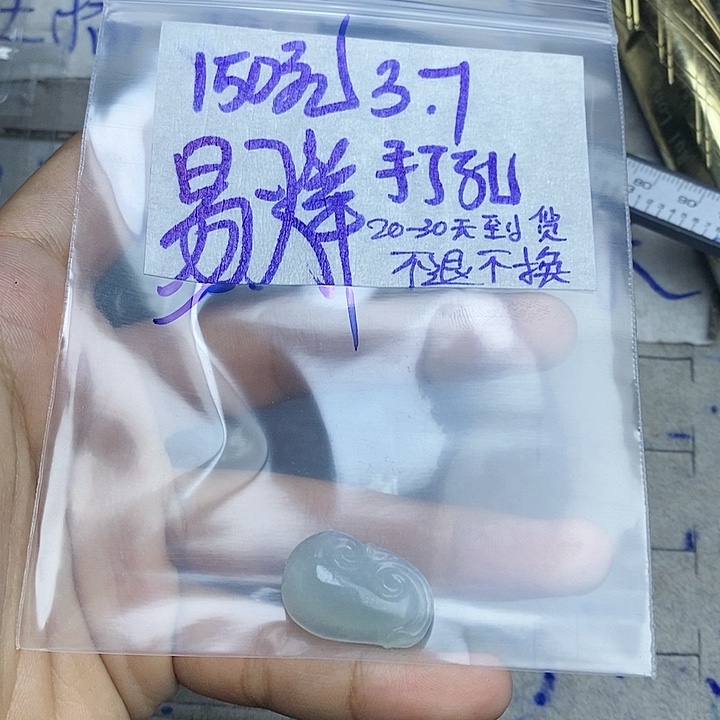 150孔 3.7
易祥 打孔
20-30天到货
不退不换